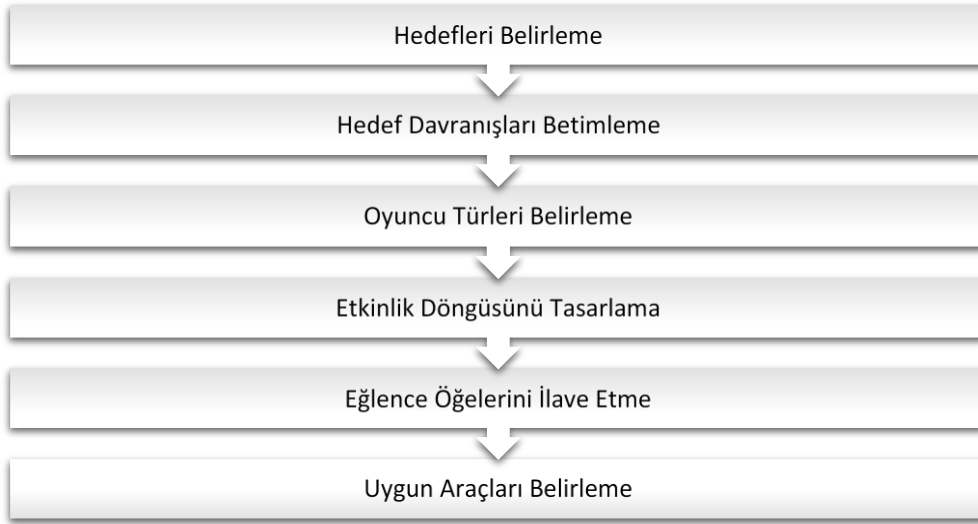 Hedefleri Belirleme
Hedef Davranışları Betimleme
Oyuncu Türleri Belirleme
Etkinlik Döngüsünü Tasarlama
Eğlence Öğelerini İlave Etme
Uygun Araçları Belirleme